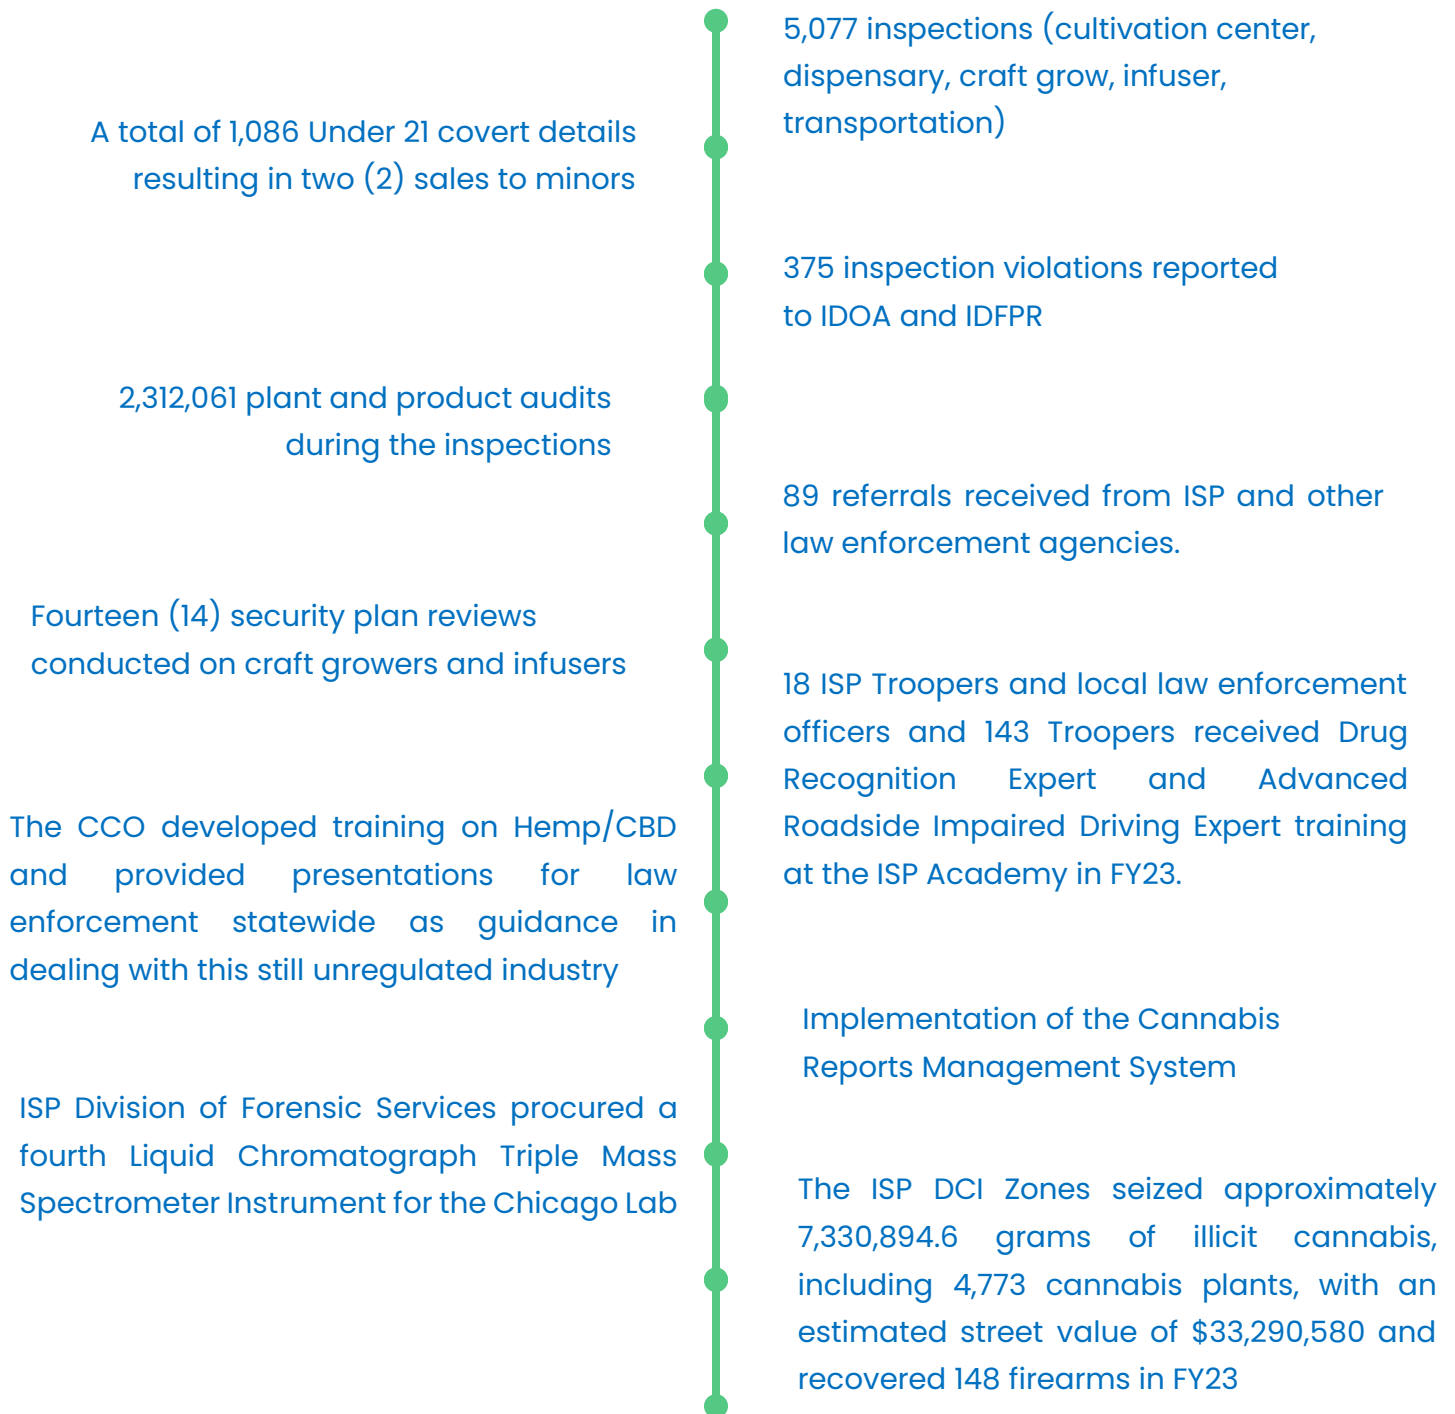 5,077 inspections (cultivation center,
dispensary, craft grow, infuser,
transportation)
A total of 1,086 Under 21 covert details
resulting in two (2) sales to minors
375 inspection violations reported
to IDOA and IDFPR
2,312,061 plant and product audits
during the inspections
89 referrals received from ISP and other
law enforcement agencies.
Fourteen (14) security plan reviews
conducted on craft growers and infusers
18 ISP Troopers and local law enforcement
officers and 143 Troopers received Drug
Recognition Expert and Advanced
Roadside Impaired Driving Expert training
at the ISP Academy in FY23.
The CCO developed training on Hemp/CBD
and provided presentations for law
enforcement statewide as guidance in
dealing with this still unregulated industry
Implementation of the Cannabis
Reports Management System
ISP Division of Forensic Services procured a
fourth Liquid Chromatograph Triple Mass
Spectrometer Instrument for the Chicago Lab
The ISP DCI Zones seized approximately
7,330,894.6 grams of illicit cannabis,
including 4,773 cannabis plants, with an
estimated street value of $33,290,580 and
recovered 148 firearms in FY23